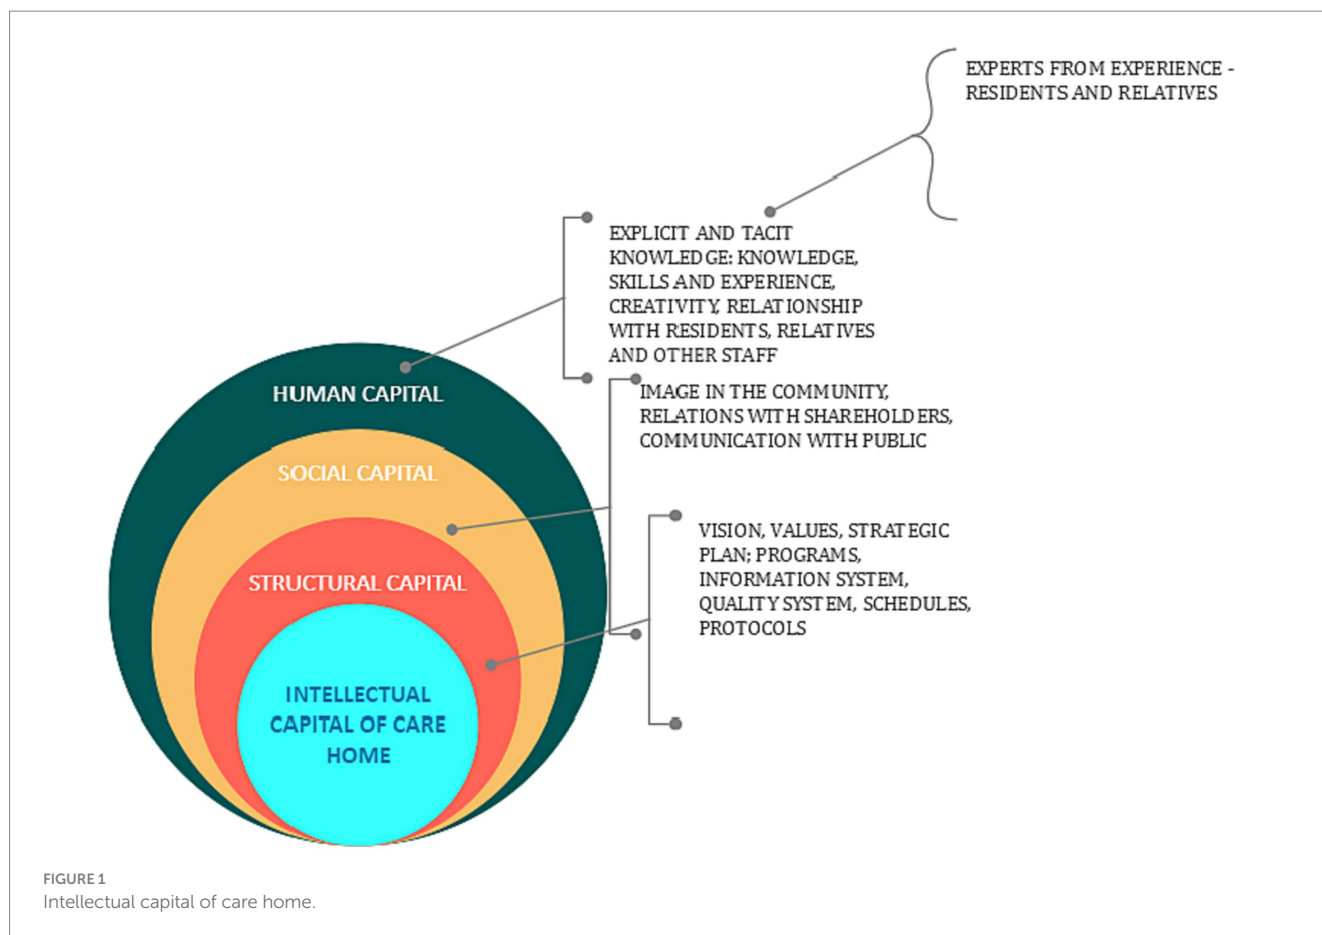 EXPERTS FROM EXPERIENCE -
RESIDENTS AND RELATIVES
EXPLICIT AND TACIT
KNOWLEDGE: KNOWLEDGE,
SKILLS AND EXPERIENCE,
CREATIVITY, RELATIONSHIP
WITH RESIDENTS, RELATIVES
AND OTHER STAFF
HUMAN CAPITAL
IMAGE IN THE COMMUNITY,
RELATIONS WITH SHAREHOLDERS,
COMMUNICATION WITH PUBLIC
SOCIAL CAPITAL
VISION, VALUES, STRATEGIC
PLAN; PROGRAMS,
INFORMATION SYSTEM,
QUALITY SYSTEM, SCHEDULES,
PROTOCOLS
STRUCTURAL CAPITAL
INTELLECTUAL
CAPITAL OF CARE
HOME
FIGURE 1
Intellectual capital of care home.